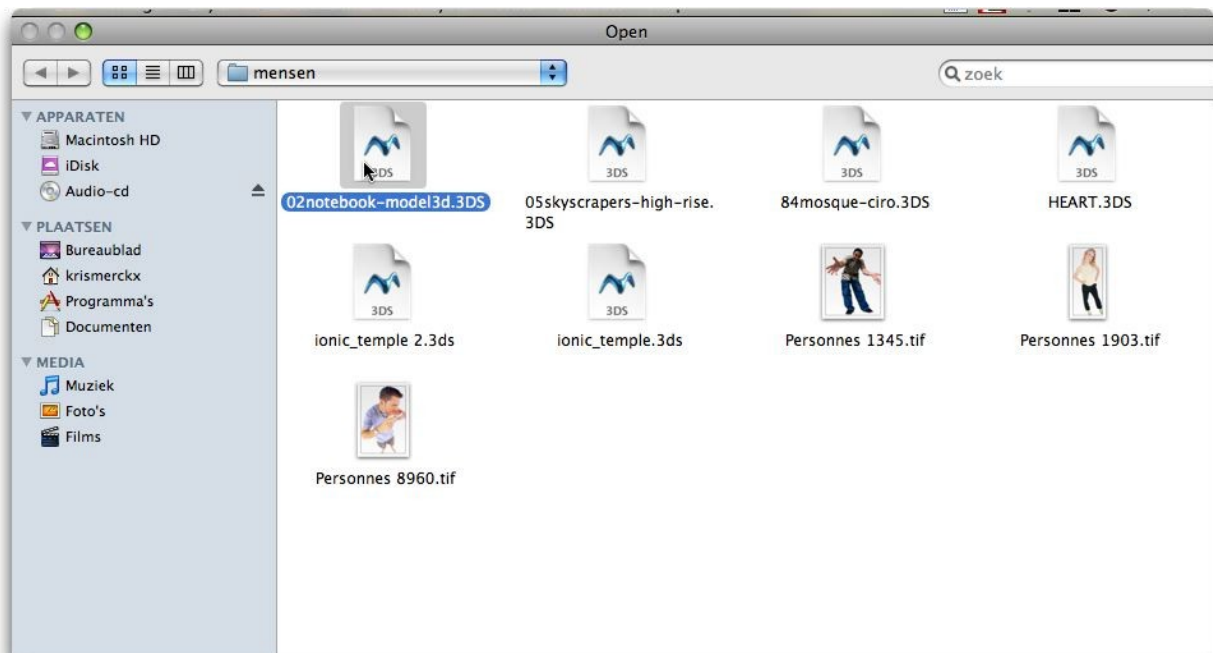 Open
mensen
zoek
APPARATEN
Macintosh HD
iDisk
Audio-cd
PLAATSEN
Bureaublad
krismerckx
Programma's
Documenten
MEDIA
Muziek
Foto's
Films
3DS
02notebook-model3d.3DS
3DS
05skyscrapers-high-rise.
3DS
3DS
84mosque-ciro.3DS
3DS
HEART.3DS
3DS
ionic_temple 2.3ds
3DS
ionic_temple.3ds
Personnes 1345.tif
Personnes 1903.tif
Personnes 8960.tif